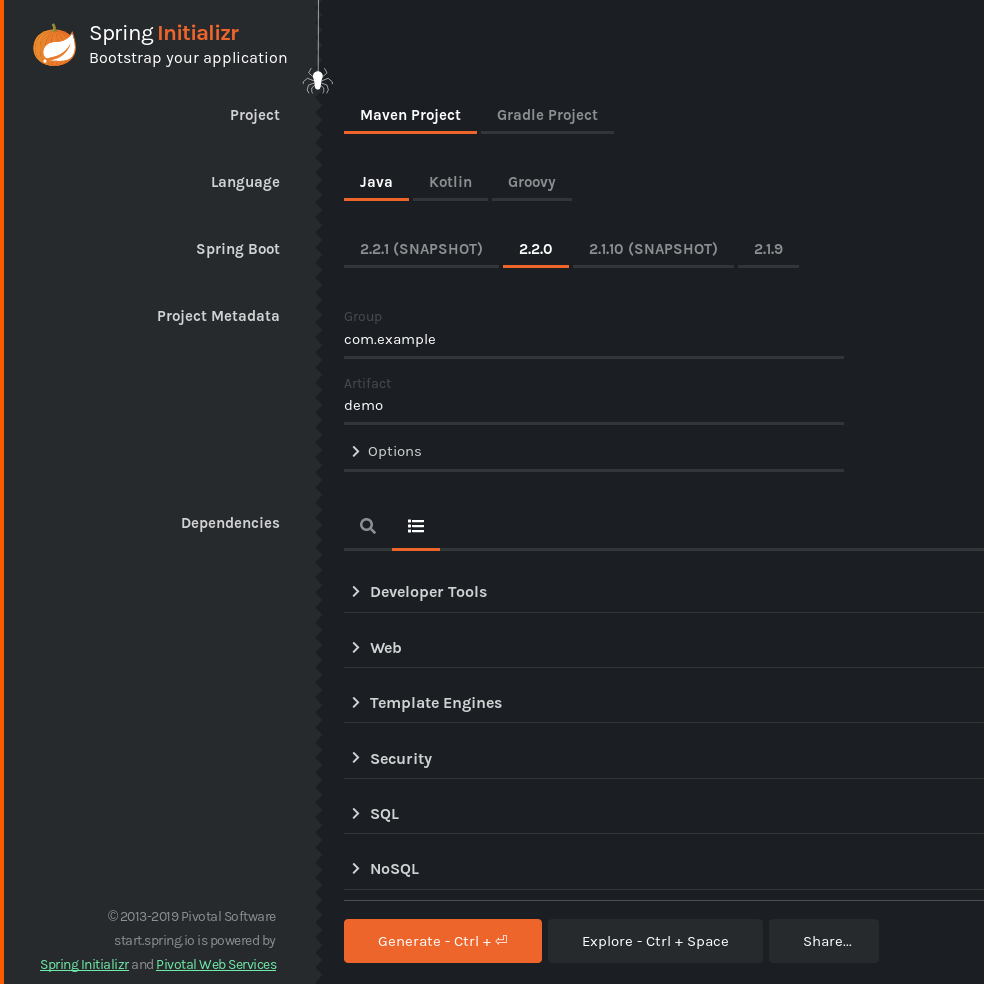 Spring Initializr
Bootstrap your application
Project
Maven Project Gradle Project
Language
Java Kotlin Groovy
Spring Boot
2.2.1 (SNAPSHOT) 2.2.0 2.1.10 (SNAPSHOT) 2.1.9
Project Metadata
Group
com.example
Artifact
demo
Options
Dependencies
Developer Tools
Web
Template Engines
Security
SQL
NoSQL
© 2013-2019 Pivotal Software
start.spring.io is powered by
Spring Initializr and Pivotal Web Services
Generate - Ctrl + ⏎ Explore - Ctrl + Space Share...